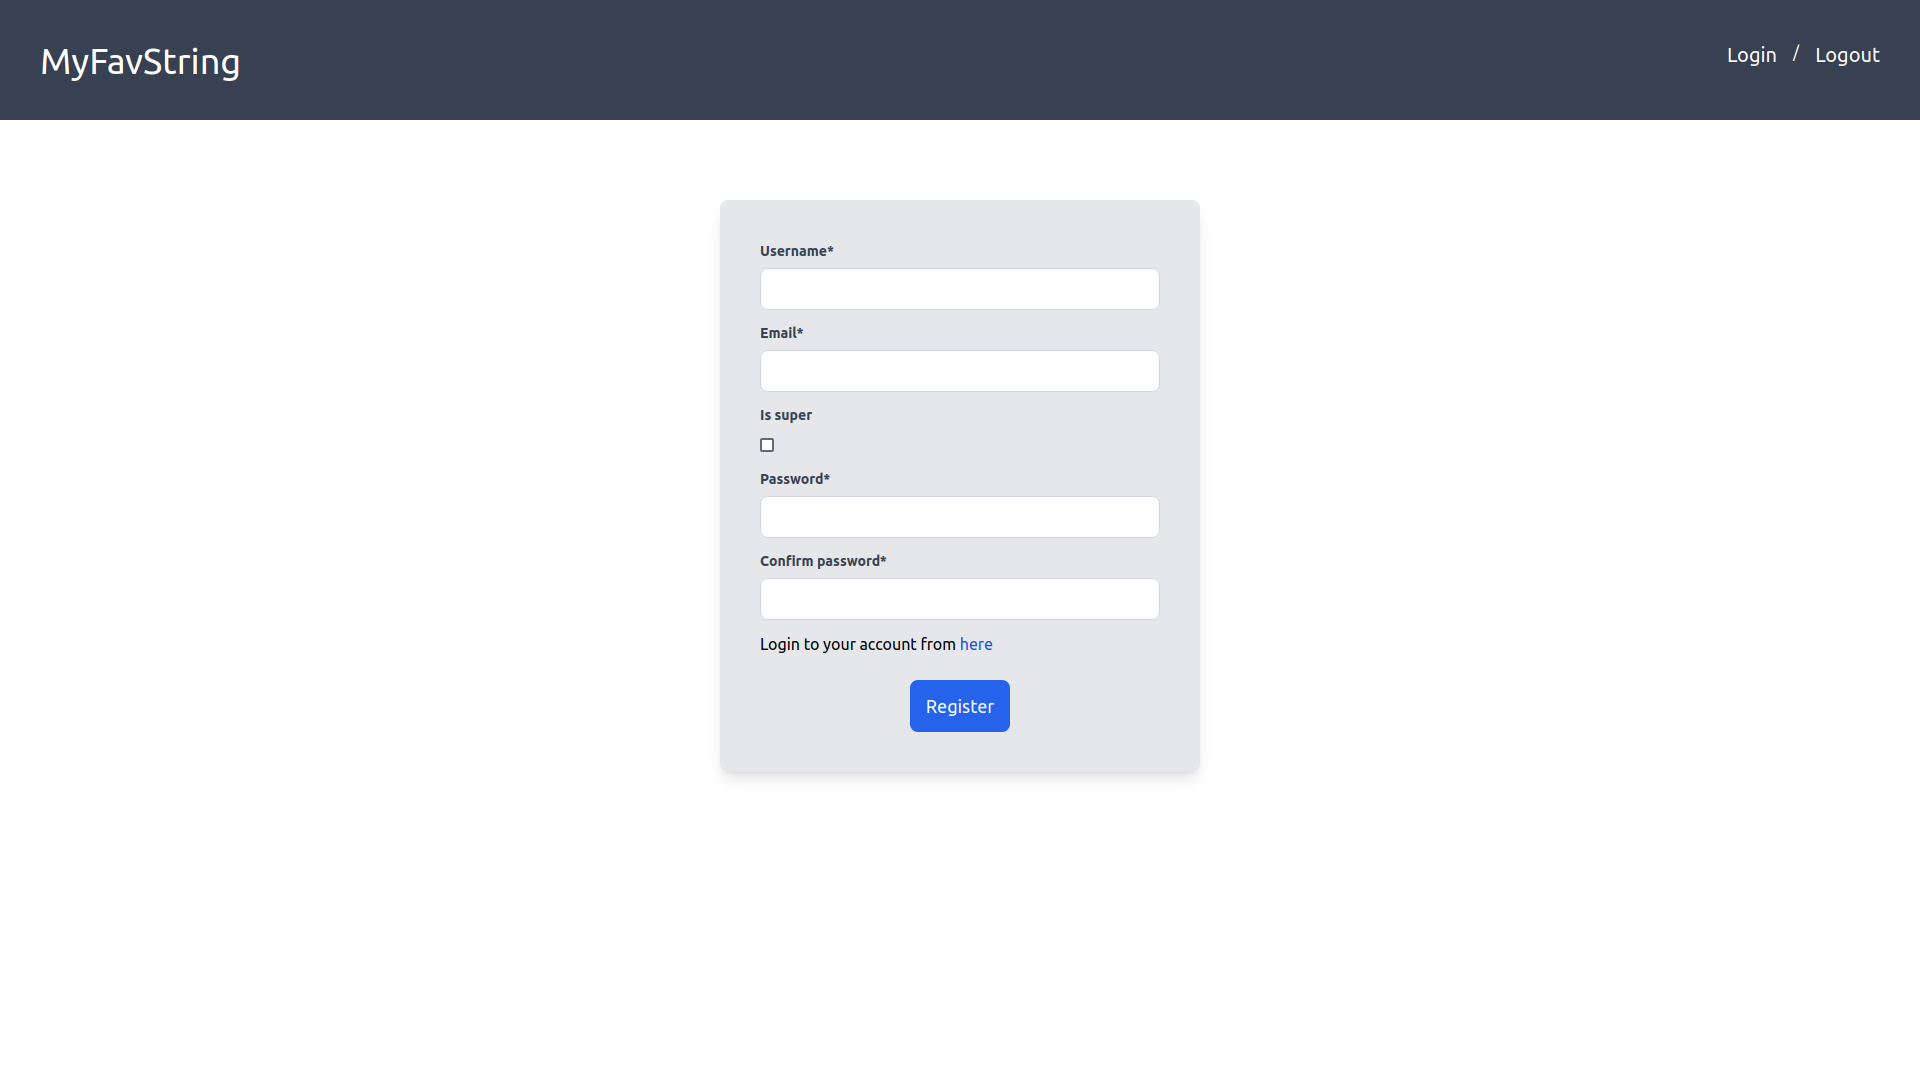 MyFavString
Login / Logout
Username*
Email*
Is super
Password*
Confirm password*
Login to your account from here
Register